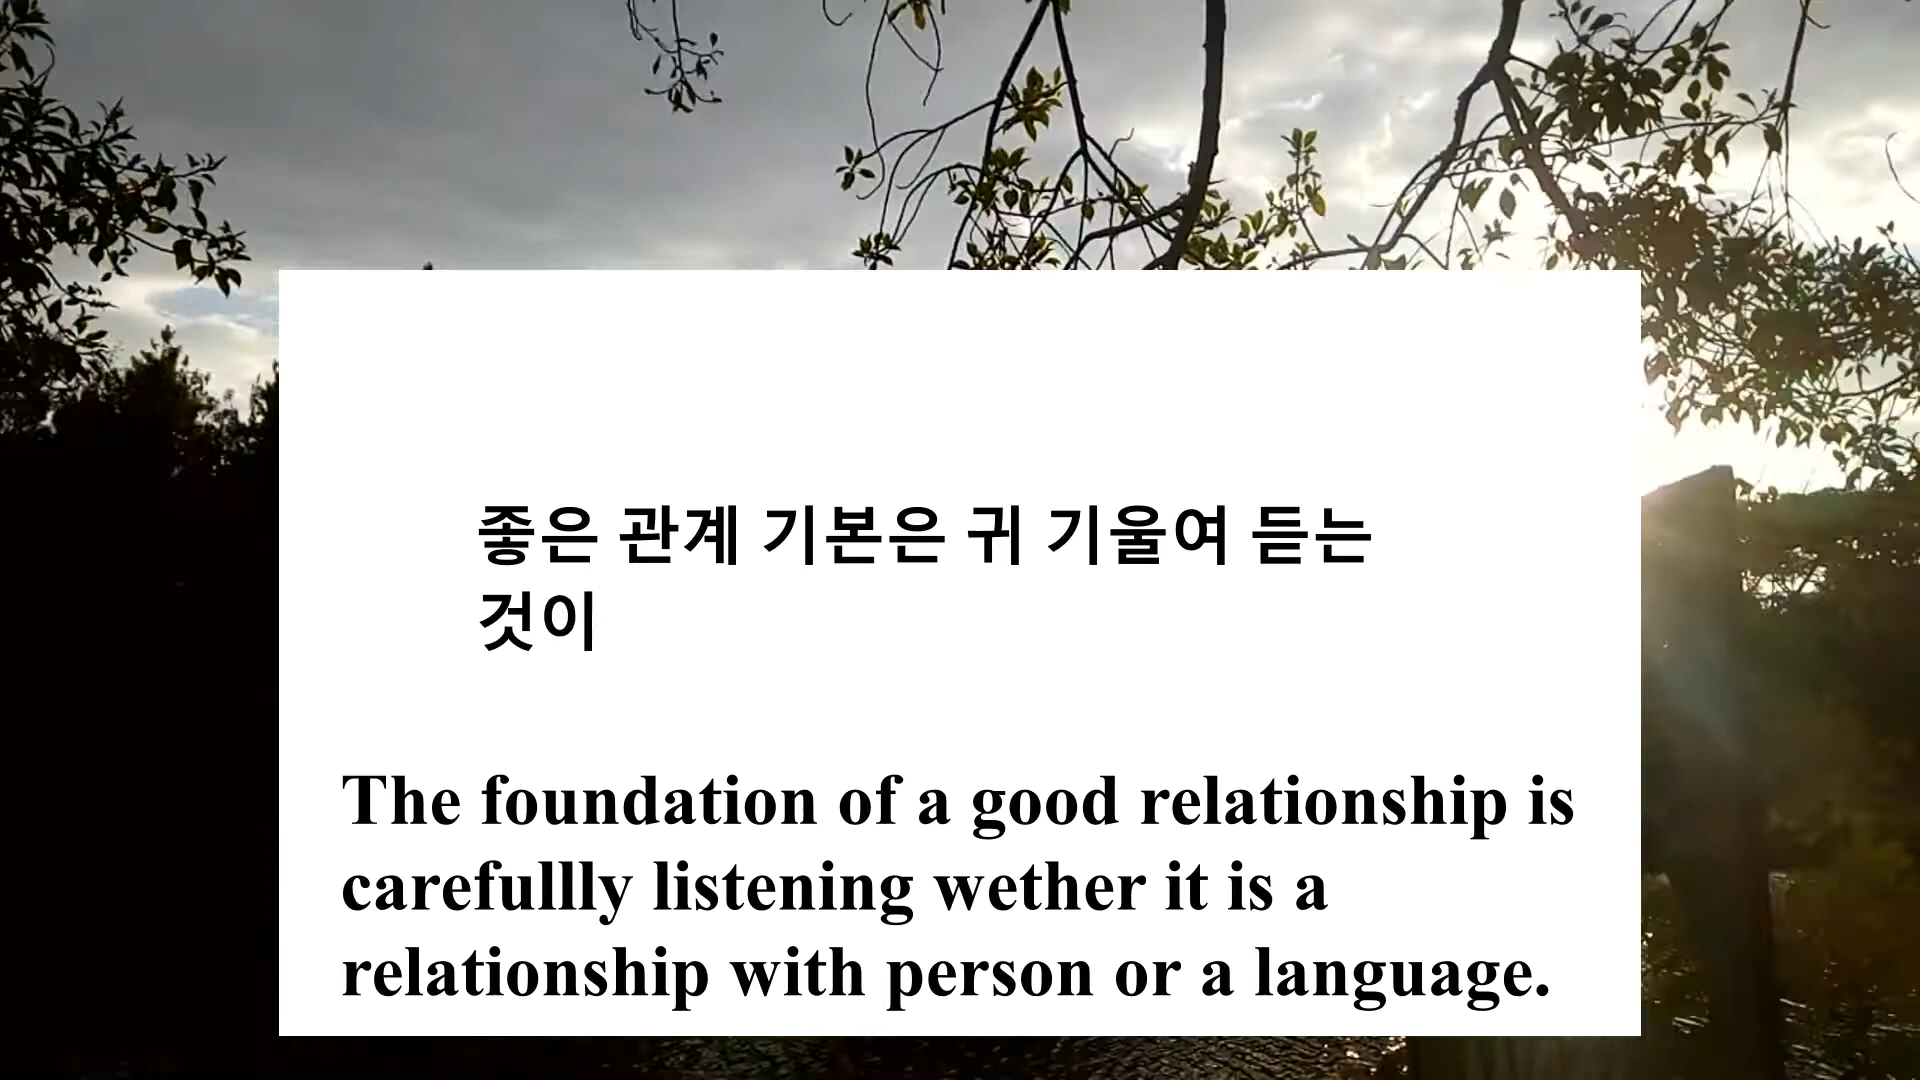 좋은 관계 기본은 귀 기울여 듣는
것이
The foundation of a good relationship is
carefullly listening wether it is a
relationship with person or a language.